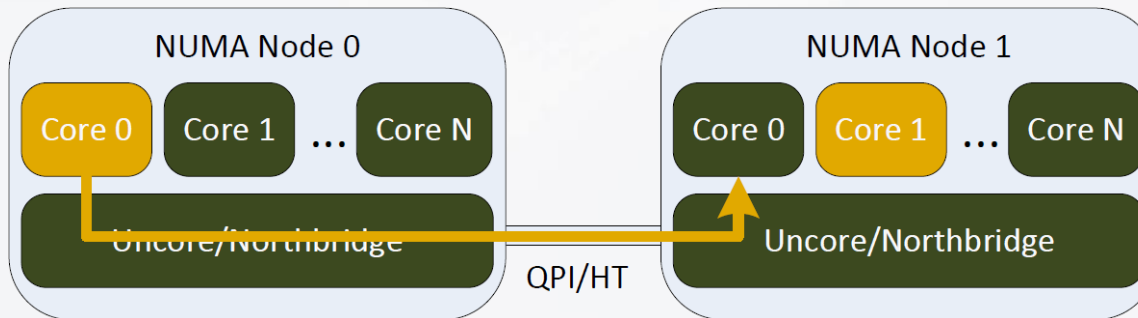 NUMA Node 0
Core 0 Core 1 ... Core N
Uncore/Northbridge
QPI/HT
NUMA Node 1
Core 0 Core 1 ... Core N
Uncore/Northbridge